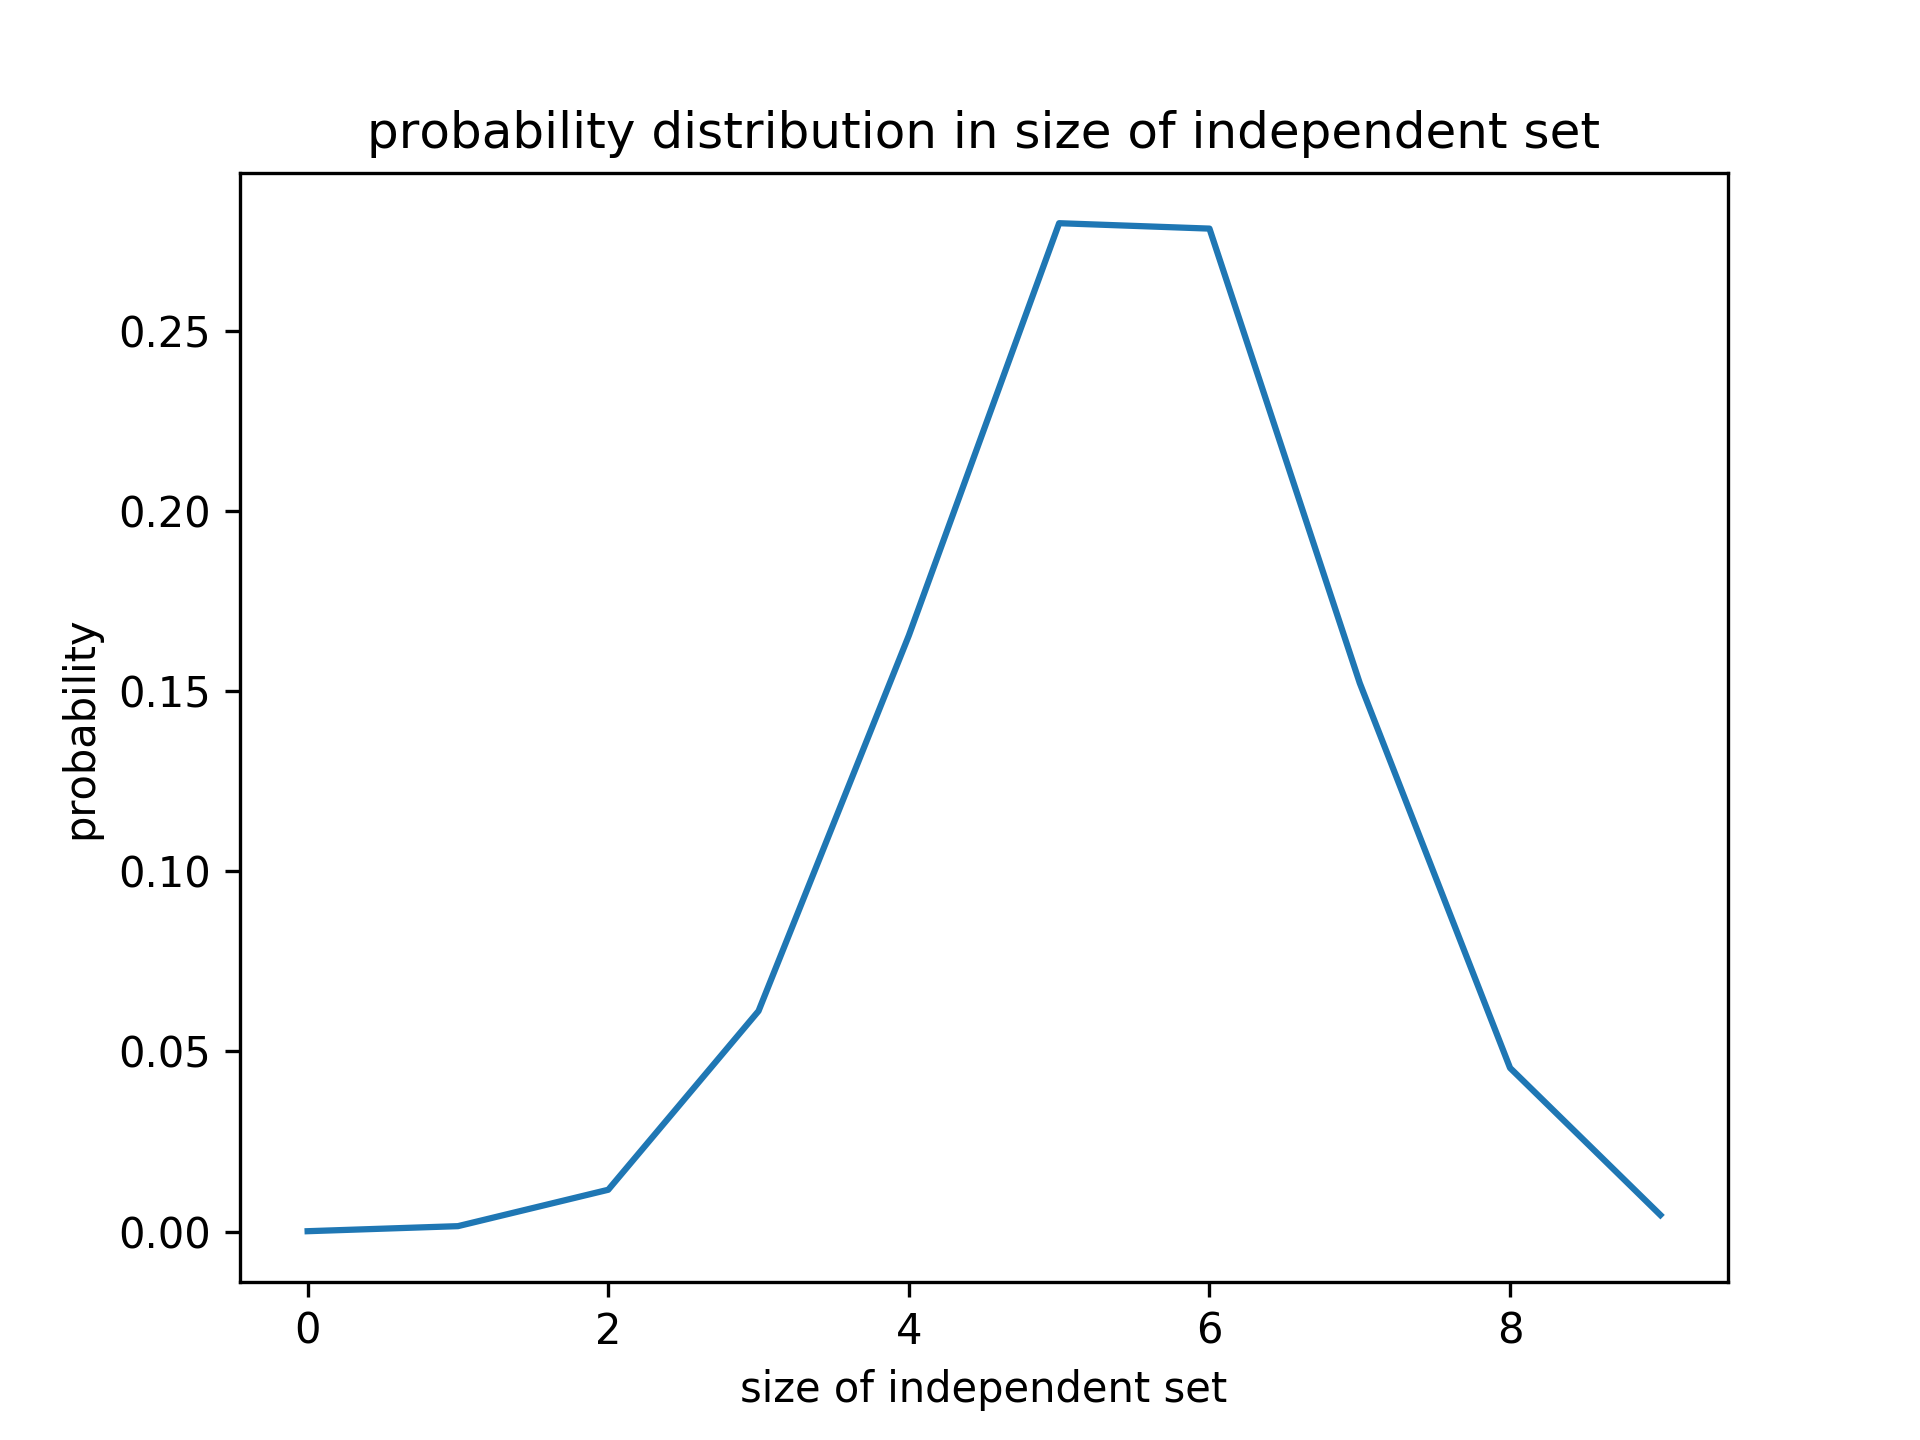 probability distribution in size of independent set
probability
0.25
0.20
0.15
0.10
0.05
0.00
0 2 4 6 8
size of independent set